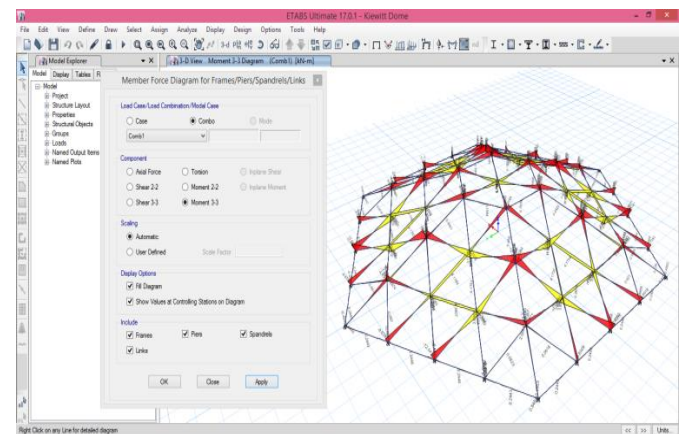 ETABS Ultimate 17.0.1 - Kiewitt Dome
File Edit View Define Draw Select Assign Analyze Display Design Options Tools Help
Model Explorer
3-D View Moment 3-3 Diagram (Comb1) [kN-m]
Model Display Tables
Member Force Diagram for Frames/Piers/Spandrels/Links
Model
Project
Structure Layout
Properties
Structural Objects
Groups
Loads
Named Output Items
Named Plots
Load Case/Load Combination/Modal Case
Case Combo Mode
Comb1
Component
Axial Force Torsion Inplane Shear
Shear 2-2 Moment 2-2 Inplane Moment
Shear 3-3 Moment 3-3
Scaling
Automatic
User Defined Scale Factor
Display Options
Fill Diagram
Show Values at Controlling Stations on Diagram
Include
Frames Piers Spandrels
Links
OK Close Apply
Right Click on any Line for detailed diagram
<< >> Units...